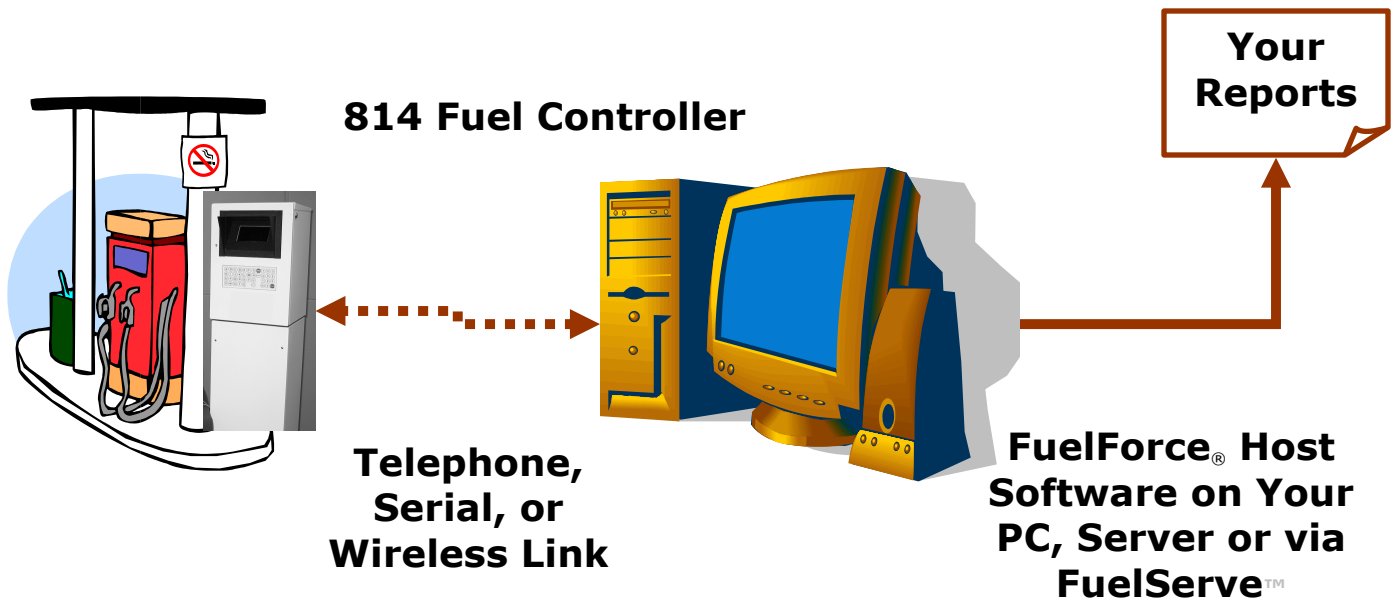 Your
Reports
814 Fuel Controller
Telephone,
Serial, or
Wireless Link
FuelForce® Host
Software on Your
PC, Server or via
FuelServe™